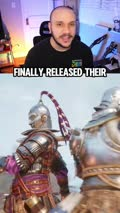 FINALLY RELEASED THEIR